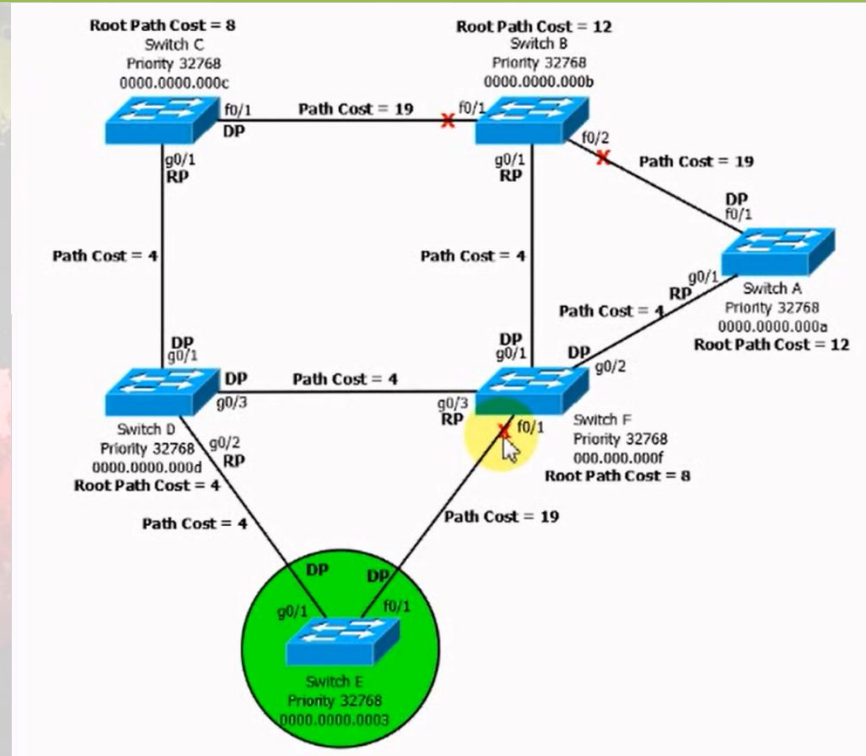 Root Path Cost = 8
Switch C
Priority 32768
0000.0000.000c
Root Path Cost = 12
Switch B
Priority 32768
0000.0000.000b
f0/1
DP
Path Cost = 19
f0/1
g0/1
RP
g0/1
RP
f0/2
Path Cost = 19
DP
f0/1
Path Cost = 4
Path Cost = 4
g0/1
RP
Switch A
Priority 32768
0000.0000.000a
Root Path Cost = 12
Path Cost = 4
DP
g0/1
DP
g0/1
DP
g0/2
DP
g0/3
Path Cost = 4
g0/3
RP
f0/1
Switch F
Priority 32768
000.000.000f
Root Path Cost = 8
Switch D
Priority 32768
0000.0000.000d
Root Path Cost = 4
g0/2
RP
Path Cost = 4
Path Cost = 19
DP
DP
g0/1
f0/1
Switch E
Priority 32768
0000.0000.0003